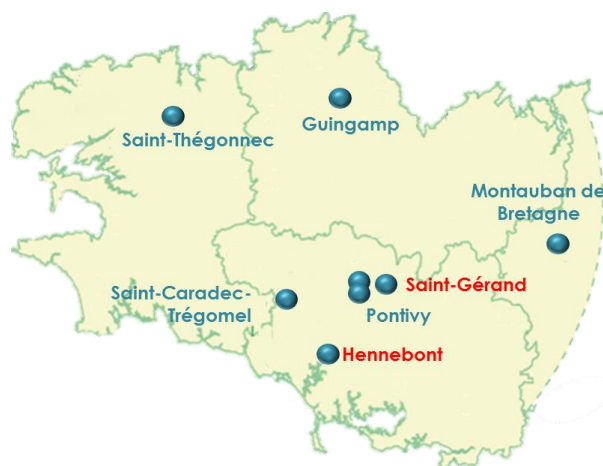 Guingamp
Saint-Thégonnec
Montauban de
Bretagne
Saint-Gérand
Saint-Caradec-
Trégomel
Pontivy
Hennebont